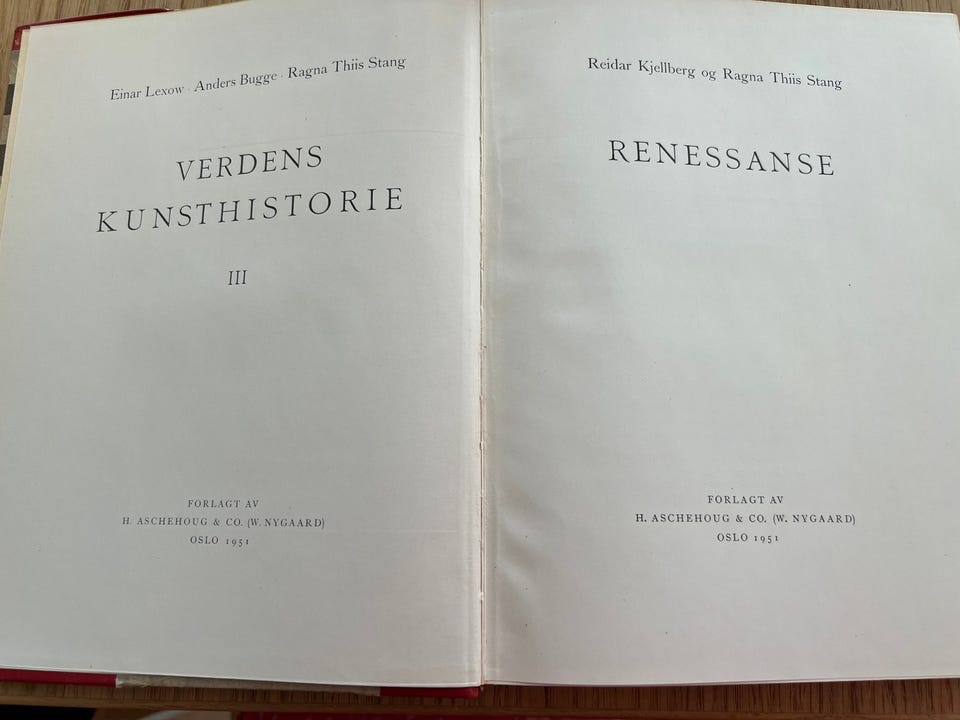 Einar Lexow · Anders Bugge · Ragna Thiis Stang
VERDENS
KUNSTHISTORIE
III
FORLAGT AV
H. ASCHEHOUG & CO. (W. NYGAARD)
OSLO 1951
Reidar Kjellberg og Ragna Thiis Stang
RENESSANSE
FORLAGT AV
H. ASCHEHOUG & CO. (W. NYGAARD)
OSLO 1951